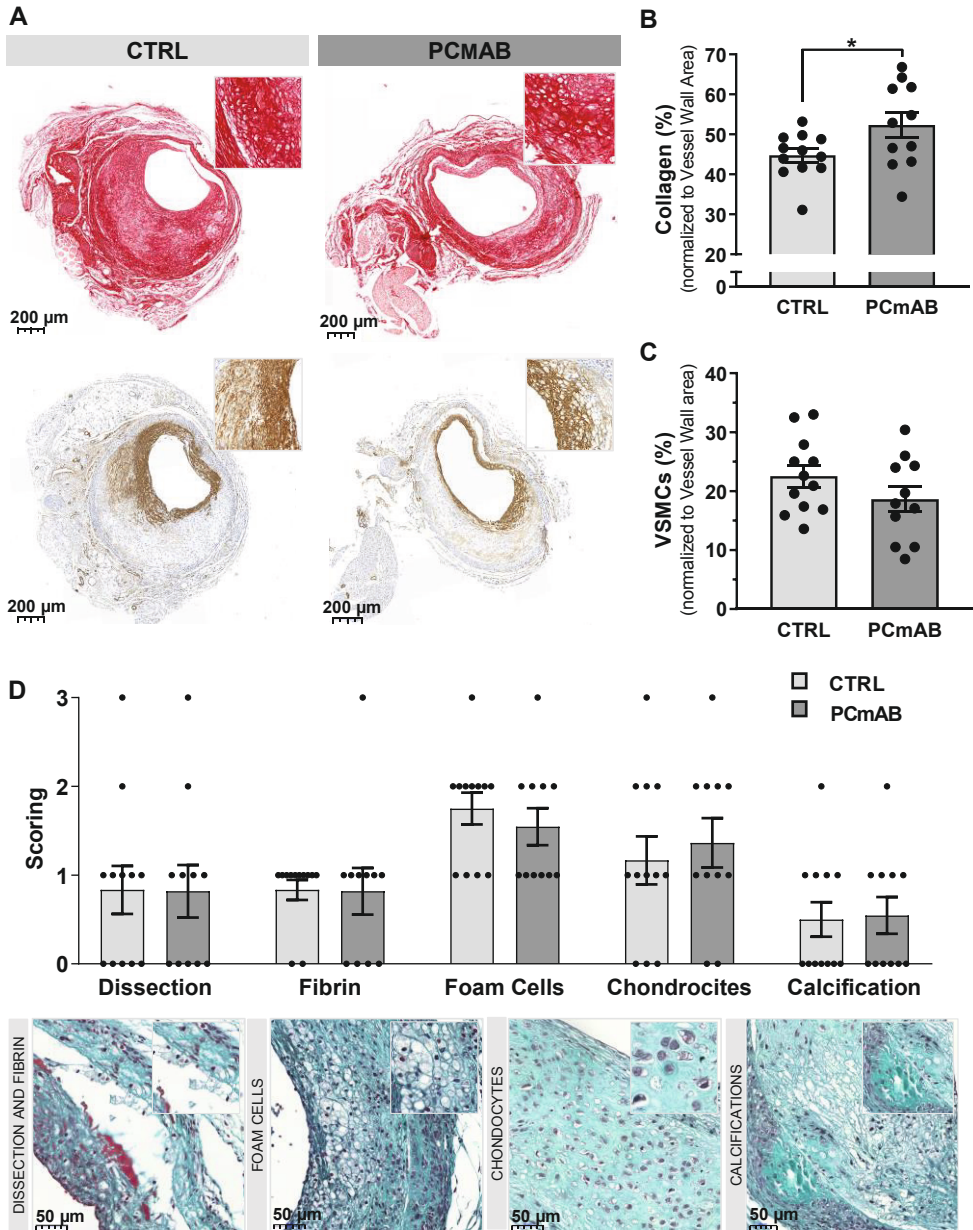 A
CTRL
PCMAB
200 µm
200 µm
200 µm
200 µm
B
Collagen (%)
(normalized to Vessel Wall Area)
70
60
50
40
30
20
0
*
CTRL
PCmAB
C
VSMCs (%)
(normalized to Vessel Wall area)
40
30
20
10
0
CTRL
PCmAB
D
CTRL
PCmAB
Scoring
3
2
1
0
Dissection
Fibrin
Foam Cells
Chondrocytes
Calcification
DISSECTION AND FIBRIN
50 µm
FOAM CELLS
50 µm
CHONDOCYTES
50 µm
CALCIFICATIONS
50 µm